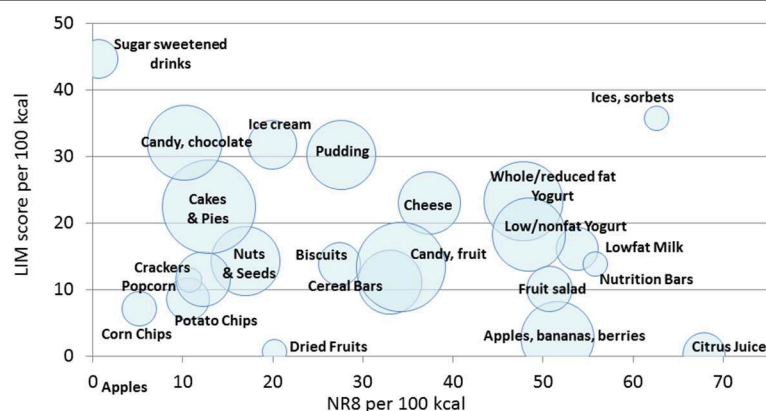 50
Sugar sweetened
drinks
40
Ices, sorbets
Ice cream
Candy, chocolate
Pudding
30
Whole/reduced fat
Yogurt
Cakes
& Pies
Cheese
20
Low/nonfat Yogurt
Lowfat Milk
Nuts
& Seeds
Biscuits
Candy, fruit
Crackers
Popcorn
Cereal Bars
Nutrition Bars
Fruit salad
10
Potato Chips
Corn Chips
Apples, bananas, berries
Dried Fruits
Citrus Juice
0
LIM score per 100 kcal
0 10 20 30 40 50 60 70
Apples
NR8 per 100 kcal